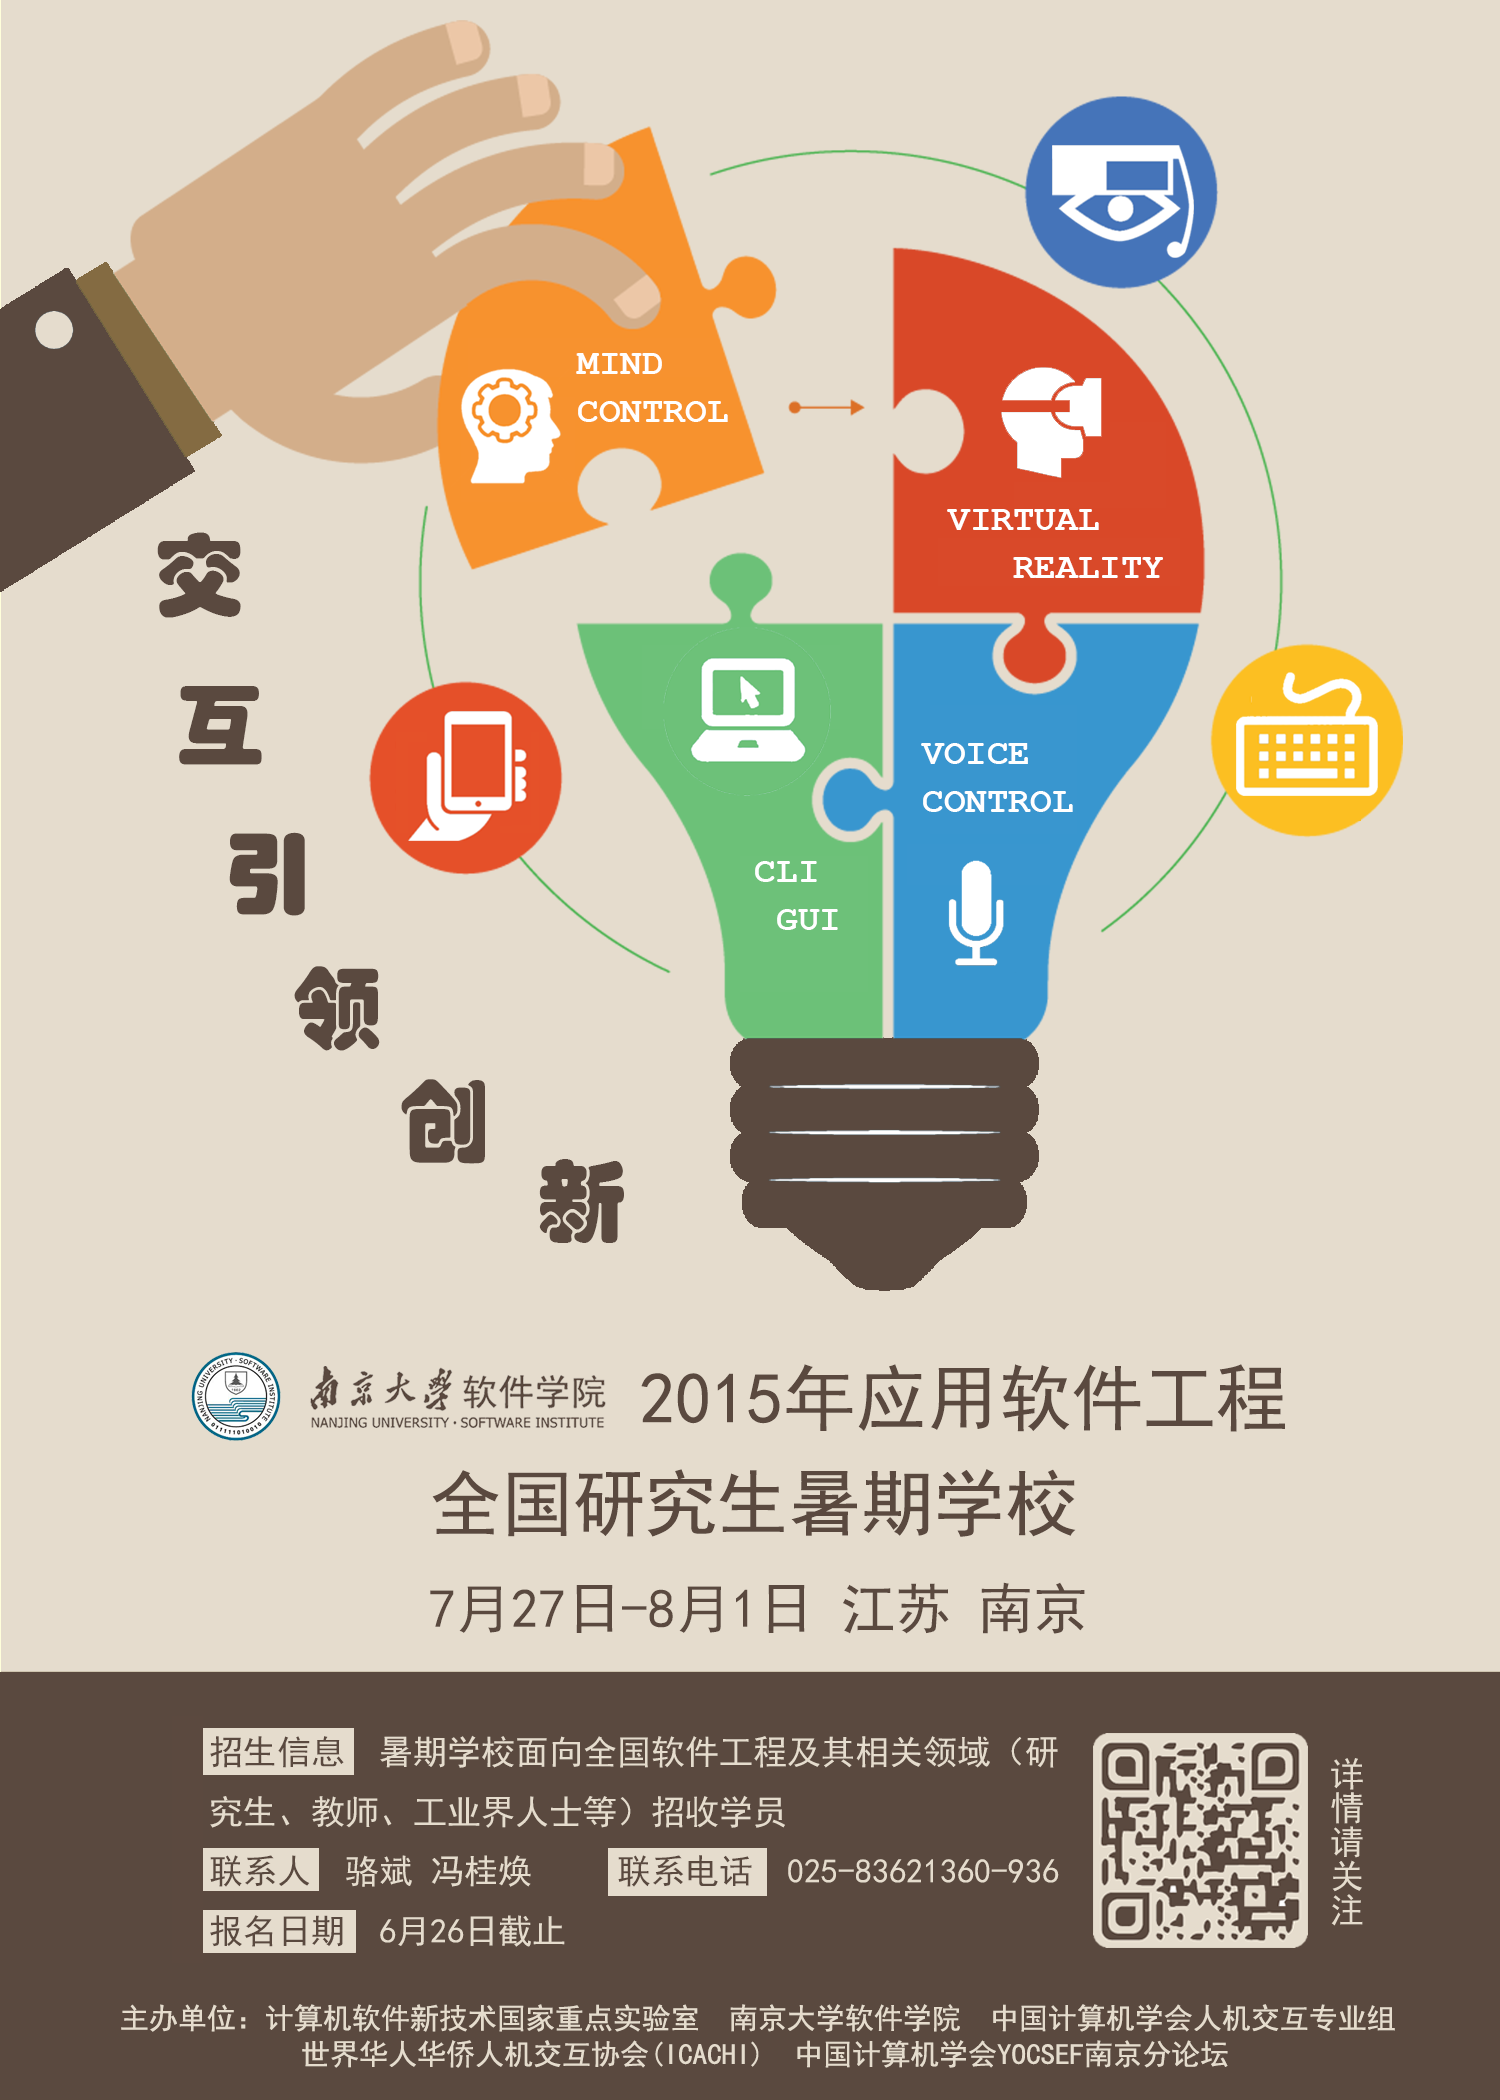 MIND
CONTROL
VIRTUAL
REALITY
VOICE
CONTROL
CLI
GUI
交互引领创新
NANJING UNIVERSITY · SOFTWARE INSTITUTE
南京大学软件学院
NANJING UNIVERSITY · SOFTWARE INSTITUTE
2015年应用软件工程
全国研究生暑期学校
7月27日-8月1日 江苏 南京
招生信息 暑期学校面向全国软件工程及其相关领域（研
究生、教师、工业界人士等）招收学员
联系人 骆斌 冯桂焕 联系电话 025-83621360-936
报名日期 6月26日截止
详情请关注
主办单位：计算机软件新技术国家重点实验室 南京大学软件学院 中国计算机学会人机交互专业组
世界华人华侨人机交互协会(ICACHI) 中国计算机学会YOCSEF南京分论坛